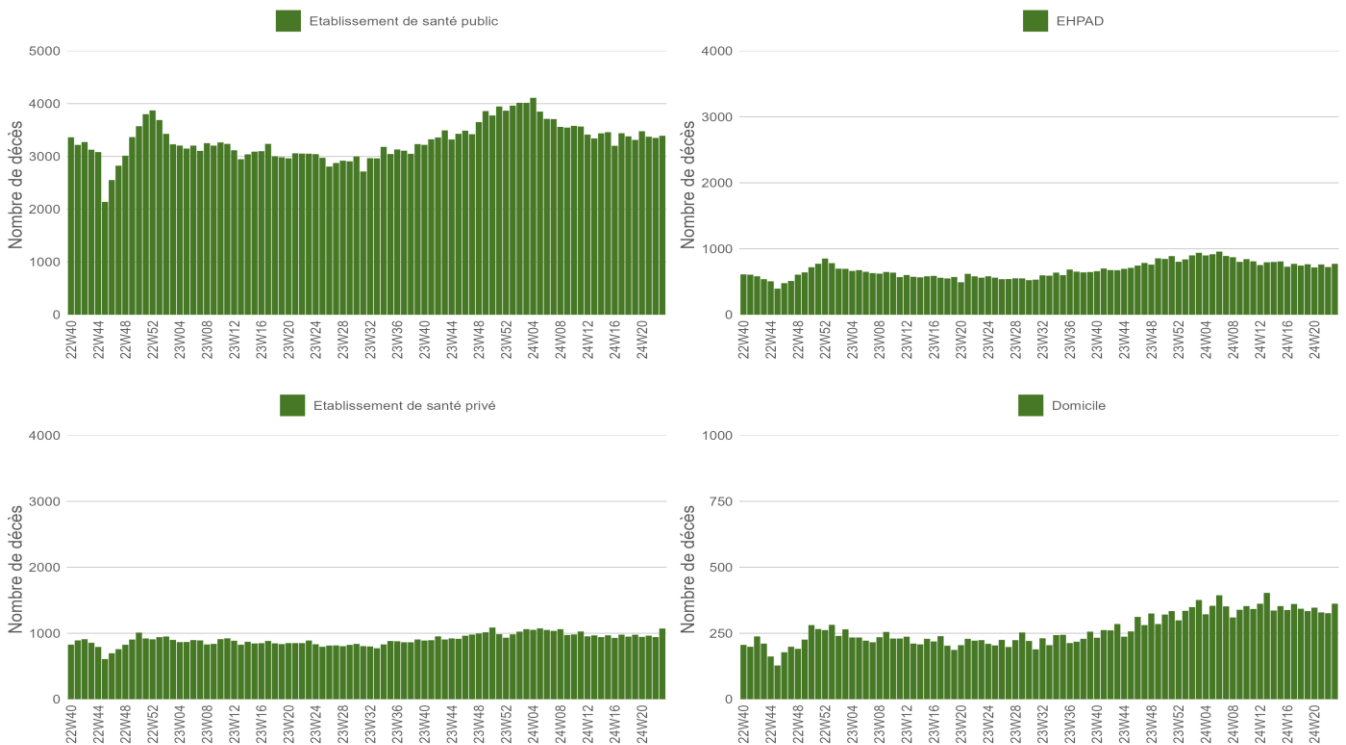 Etablissement de santé public
Nombre de décès
5000
4000
3000
2000
1000
0
22W40
22W44
22W48
22W52
23W04
23W08
23W12
23W16
23W20
23W24
23W28
23W32
23W36
23W40
23W44
23W48
23W52
24W04
24W08
24W12
24W16
24W20
EHPAD
Nombre de décès
4000
3000
2000
1000
0
22W40
22W44
22W48
22W52
23W04
23W08
23W12
23W16
23W20
23W24
23W28
23W32
23W36
23W40
23W44
23W48
23W52
24W04
24W08
24W12
24W16
24W20
Etablissement de santé privé
Nombre de décès
4000
3000
2000
1000
0
22W40
22W44
22W48
22W52
23W04
23W08
23W12
23W16
23W20
23W24
23W28
23W32
23W36
23W40
23W44
23W48
23W52
24W04
24W08
24W12
24W16
24W20
Domicile
Nombre de décès
1000
750
500
250
0
22W40
22W44
22W48
22W52
23W04
23W08
23W12
23W16
23W20
23W24
23W28
23W32
23W36
23W40
23W44
23W48
23W52
24W04
24W08
24W12
24W16
24W20